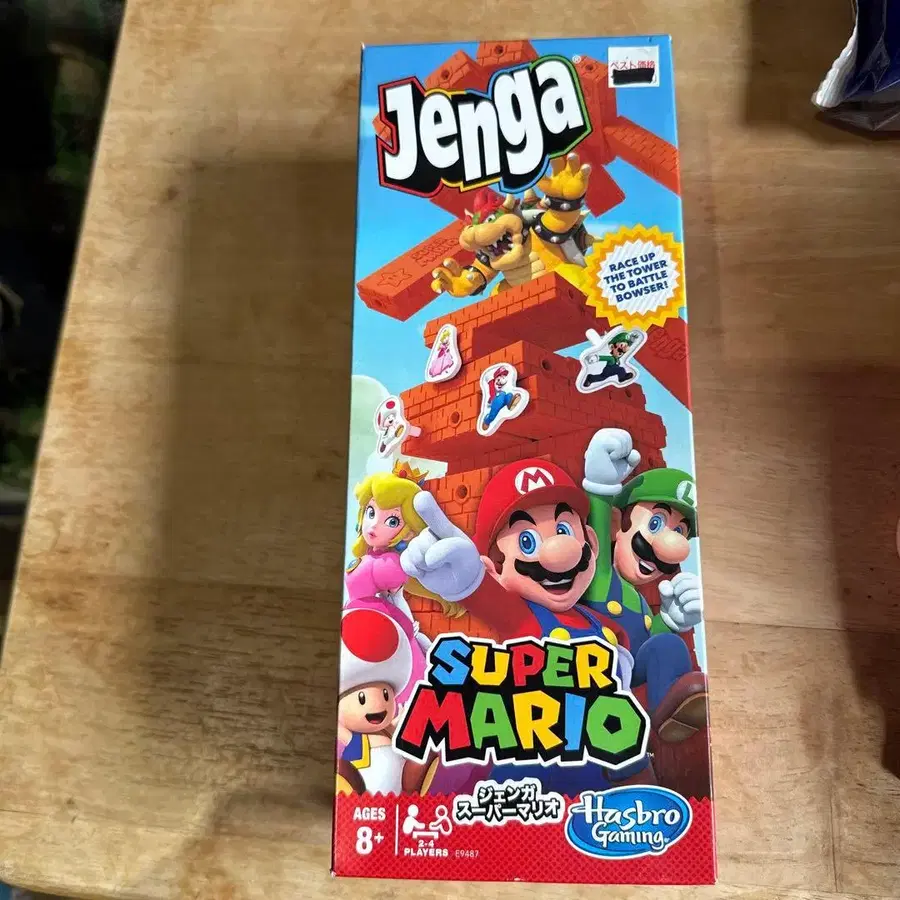 Jenga®
ベスト価格
RACE UP
THE TOWER
TO BATTLE
BOWSER!
SUPER
MARIO™
ジェンガ
スーパーマリオ
Hasbro
Gaming
AGES
8+
2-4
PLAYERS
E9487